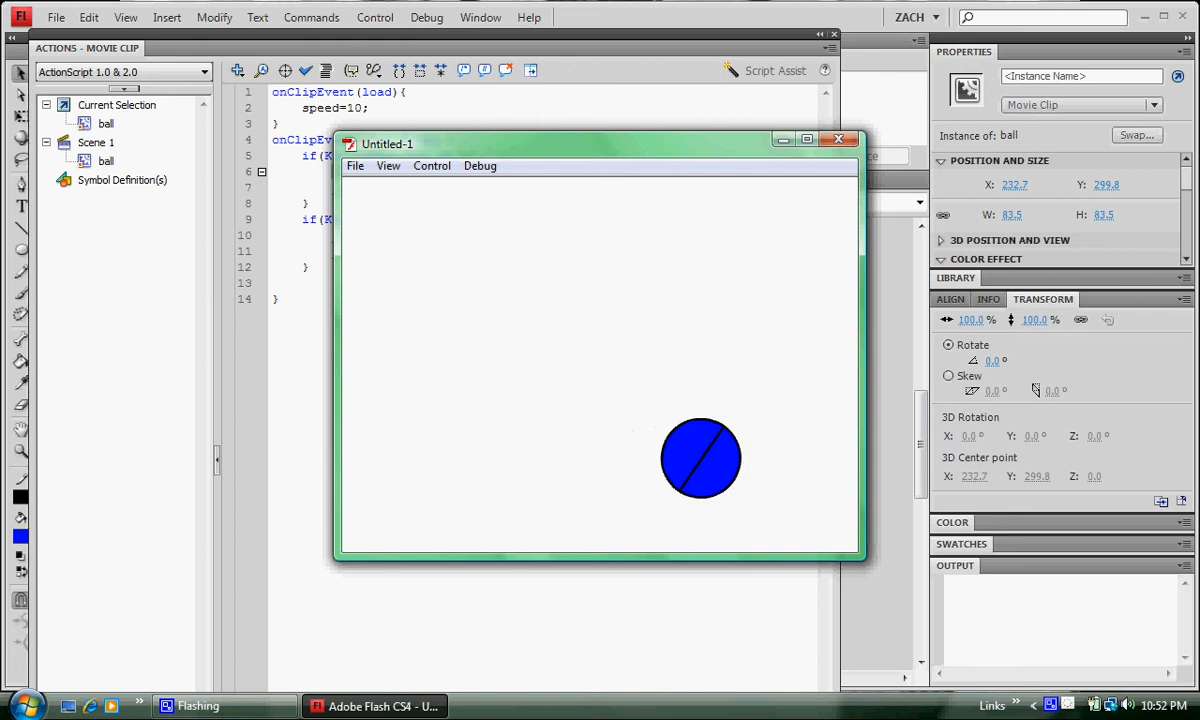 Fl File Edit View Insert Modify Text Commands Control Debug Window Help ZACH
ACTIONS - MOVIE CLIP
ActionScript 1.0 & 2.0
Script Assist
Current Selection
ball
Scene 1
ball
Symbol Definition(s)
1 onClipEvent(load){
2 speed=10;
3 }
4 onClipEv
5 if(K
6
7
8 }
9 if(K
10
11
12 }
13
14 }
Untitled-1
File View Control Debug
PROPERTIES
<Instance Name>
Movie Clip
Instance of: ball Swap...
POSITION AND SIZE
X: 232.7 Y: 299.8
W: 83.5 H: 83.5
3D POSITION AND VIEW
COLOR EFFECT
LIBRARY
ALIGN INFO TRANSFORM
100.0 % 100.0 %
Rotate
0.0 °
Skew
0.0 ° 0.0 °
3D Rotation
X: 0.0 ° Y: 0.0 ° Z: 0.0 °
3D Center point
X: 232.7 Y: 299.8 Z: 0.0
COLOR
SWATCHES
OUTPUT
Flashing
Fl Adobe Flash CS4 - U...
Links
10:52 PM